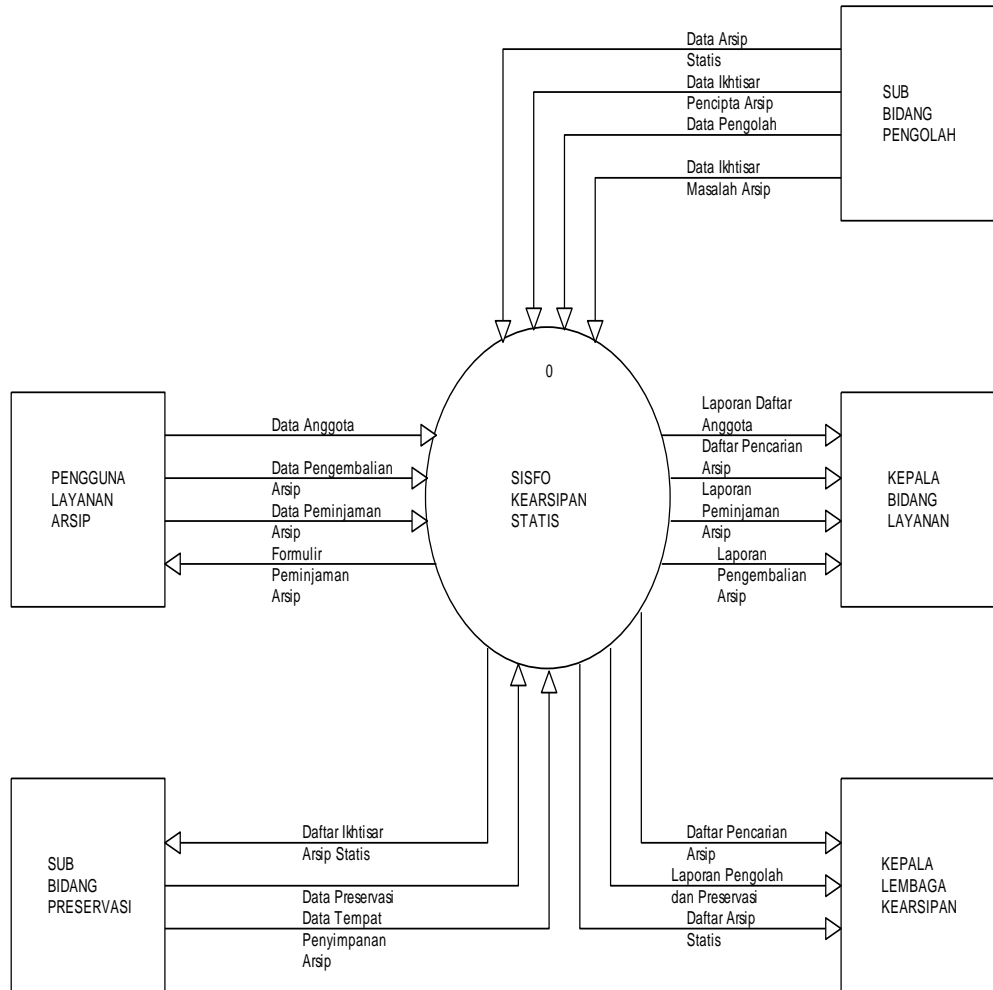 Data Arsip
Statis
Data Ikhtisar
Pencipta Arsip
Data Pengolah
Data Ikhtisar
Masalah Arsip
SUB
BIDANG
PENGOLAH
0
SISFO
KEARSIPAN
STATIS
PENGGUNA
LAYANAN
ARSIP
Data Anggota
Data Pengembalian
Arsip
Data Peminjaman
Arsip
Formulir
Peminjaman
Arsip
Laporan Daftar
Anggota
Daftar Pencarian
Arsip
Laporan
Peminjaman
Arsip
Laporan
Pengembalian
Arsip
KEPALA
BIDANG
LAYANAN
SUB
BIDANG
PRESERVASI
Daftar Ikhtisar
Arsip Statis
Data Preservasi
Data Tempat
Penyimpanan
Arsip
Daftar Pencarian
Arsip
Laporan Pengolah
dan Preservasi
Daftar Arsip
Statis
KEPALA
LEMBAGA
KEARSIPAN